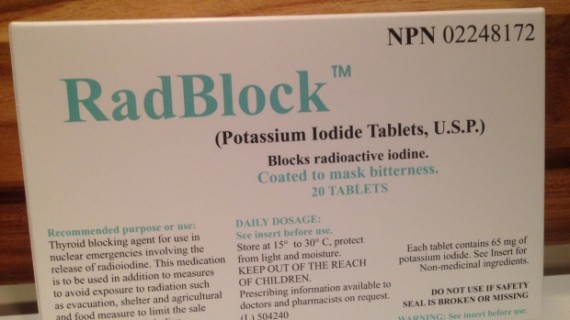 NPN 02248172
RadBlock™
(Potassium Iodide Tablets, U.S.P.)
Blocks radioactive iodine.
Coated to mask bitterness.
20 TABLETS
Recommended purpose or use:
Thyroid blocking agent for use in
nuclear emergencies involving the
release of radioiodine. This medication
is to be used in addition to measures
to avoid exposure to radiation such
as evacuation, shelter and agricultural
and food measure to limit the sale
DAILY DOSAGE:
See insert before use.
Store at 15° to 30° C, protect
from light and moisture.
KEEP OUT OF THE REACH
OF CHILDREN.
Prescribing information available to
doctors and pharmacists on request.
(L) 504240
Each tablet contains 65 mg of
potassium iodide. See Insert for
Non-medicinal ingredients.
DO NOT USE IF SAFETY
SEAL IS BROKEN OR MISSING
WARNING: See insert before use.